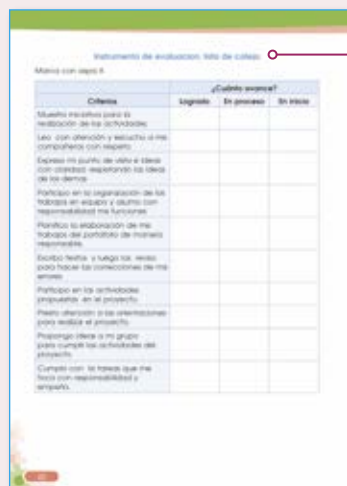 Instrumento de evaluación: lista de cotejo
Marca con aspa X
¿Cuánto avance?
Criterios Logrado En proceso En inicio
Muestro iniciativa para la
realización de las actividades.
Leo con atención y escucho a mis
compañeros con respeto.
Expreso mi punto de vista e ideas
con claridad, respetando las ideas
de los demás.
Participo en la organización de los
trabajos en equipo y asumo con
responsabilidad mis funciones.
Planifico la elaboración de mis
trabajos del portafolio de manera
responsable.
Escribo textos y luego los reviso
para hacer las correcciones de mis
errores.
Participo en las actividades
propuestas en el proyecto.
Presto atención a las orientaciones
para realizar el proyecto.
Propongo ideas a mi grupo
para cumplir las actividades del
proyecto.
Cumplo con la tareas que me
toca con responsabilidad y
empeño.